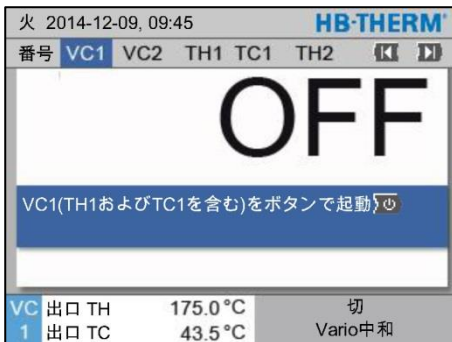 火 2014-12-09, 09:45 HB-THERM
番号 VC1 VC2 TH1 TC1 TH2
OFF
VC1(TH1およびTC1を含む)をボタンで起動
VC 出口 TH 175.0 °C 切
1 出口 TC 43.5 °C Vario中和